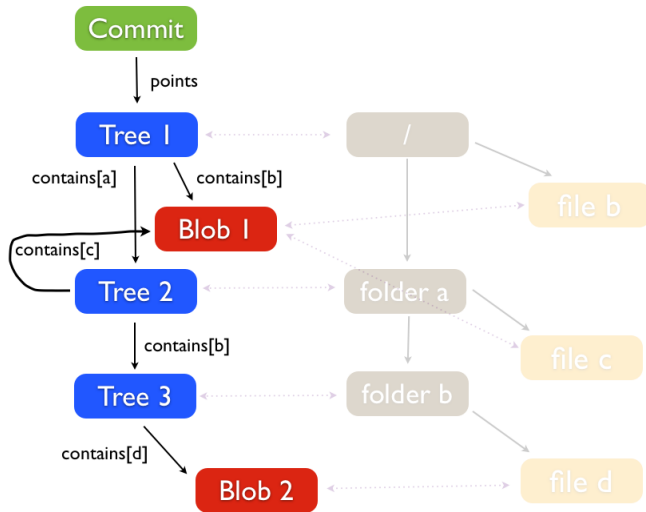 Commit
points
Tree 1
/
contains[a]
contains[b]
file b
Blob 1
contains[c]
Tree 2
folder a
contains[b]
file c
Tree 3
folder b
contains[d]
Blob 2
file d